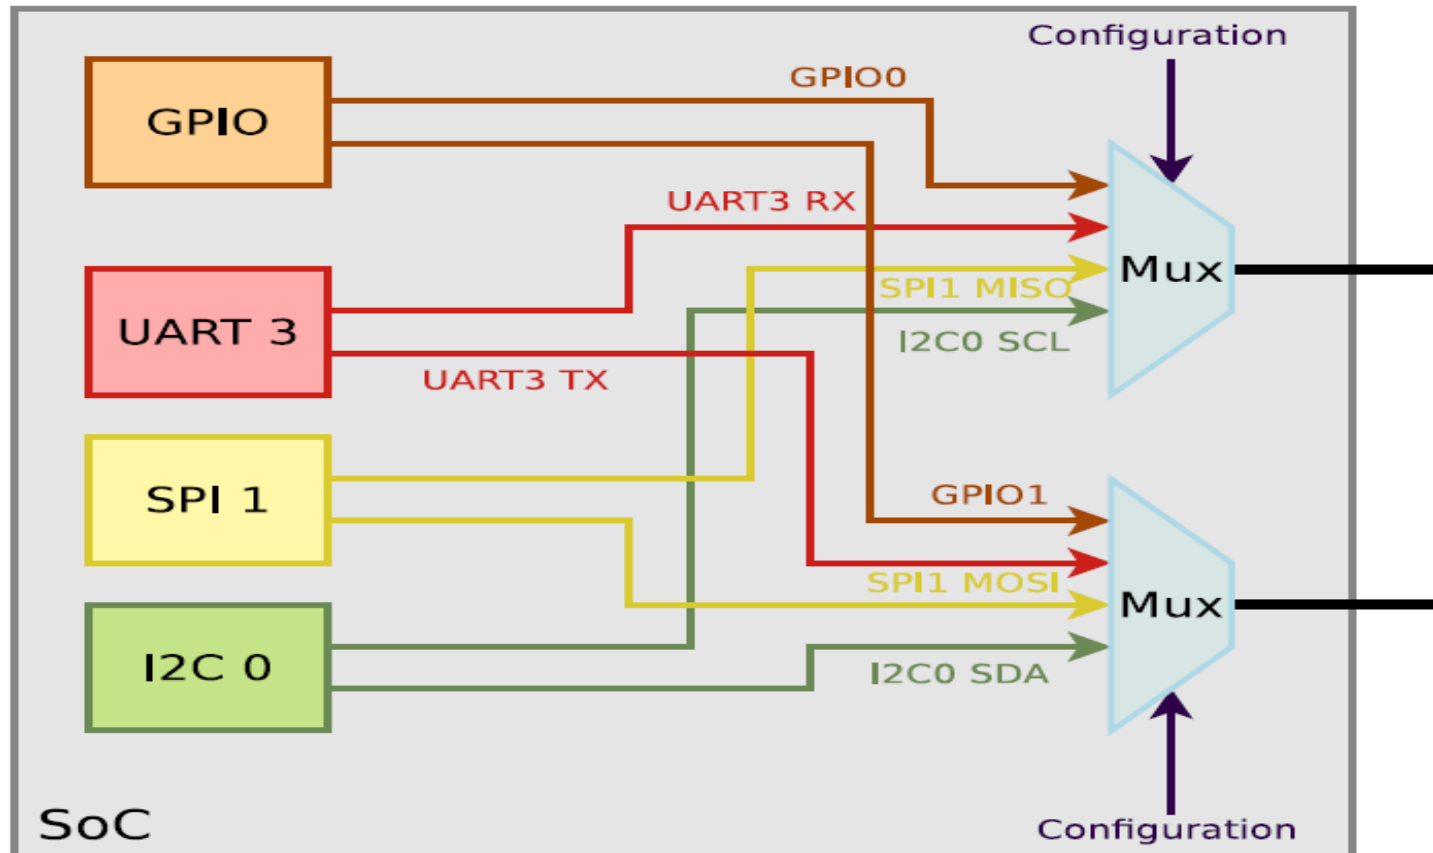 Configuration
GPIO0
GPIO
UART3 RX
Mux
SPI1 MISO
UART 3
I2C0 SCL
UART3 TX
GPIO1
SPI 1
SPI1 MOSI
Mux
I2C 0
I2C0 SDA
SoC
Configuration